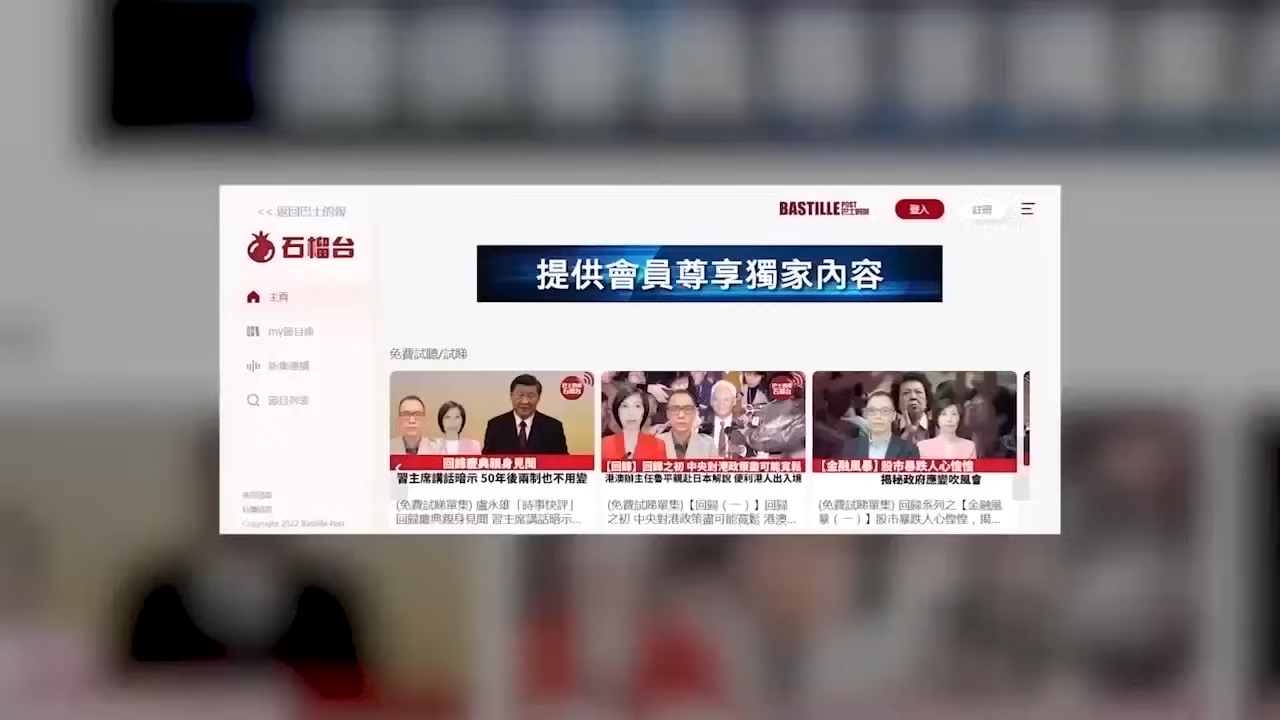 << 返回巴士的報
石榴台
主頁
my節目庫
新集連播
節目列表
Copyright 2022 Bastille Post
BASTILLE POST 巴士的報
登入
註冊
提供會員尊享獨家內容
免費試聽/試睇
回歸慶典親身見聞
習主席講話暗示 50年後兩制也不用變
(免費試睇單集) 盧永雄「時事快評」
回歸慶典親身見聞 習主席講話暗示...
【回歸】回歸之初 中央對港政策盡可能寬鬆
港澳辦主任魯平親赴日本解說 便利港人出入境
(免費試睇單集)【回歸（一）】回歸
之初 中央對港政策盡可能寬鬆 港澳...
【金融風暴】股市暴跌人心惶惶
揭秘政府應變吹風會
(免費試睇單集) 回歸系列之【金融風
暴（一）】股市暴跌人心惶惶，揭...